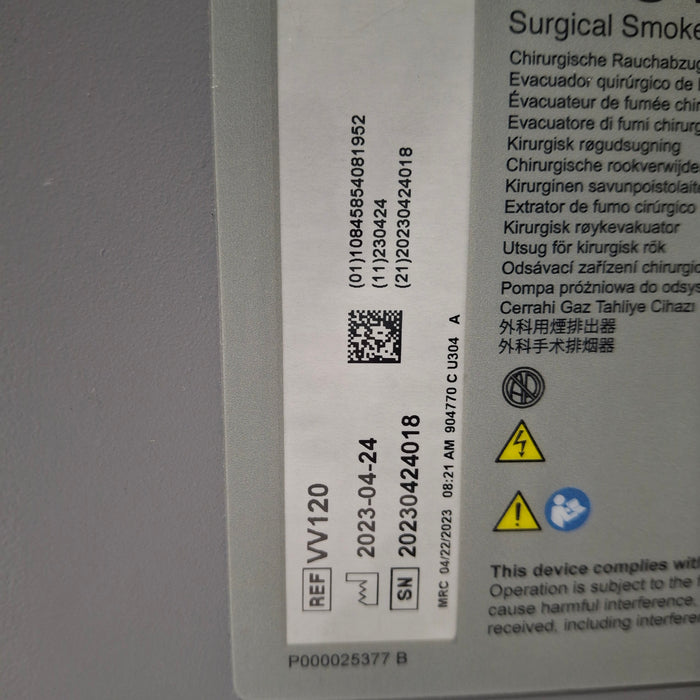 (01)10845854081952
(11)230424
(21)20230424018
REF VV120
2023-04-24
SN 20230424018
MRC 04/22/2023 08:21 AM 904770 C U304 A
P000025377 B
Surgical Smoke
Chirurgische Rauchabzug
Evacuador quirúrgico de
Évacuateur de fumée chir
Evacuatore di fumi chirurg
Kirurgisk røgudsugning
Chirurgische rookverwijde
Kirurginen savunpoistolaite
Extrator de fumo cirúrgico
Kirurgisk røykevakuator
Utsug för kirurgisk rök
Odsávací zařízení chirurgic
Pompa próżniowa do odsys
Cerrahi Gaz Tahliye Cihazı
外科用煙排出器
外科手术排烟器
This device complies with
Operation is subject to the
cause harmful interference,
received, including interfere